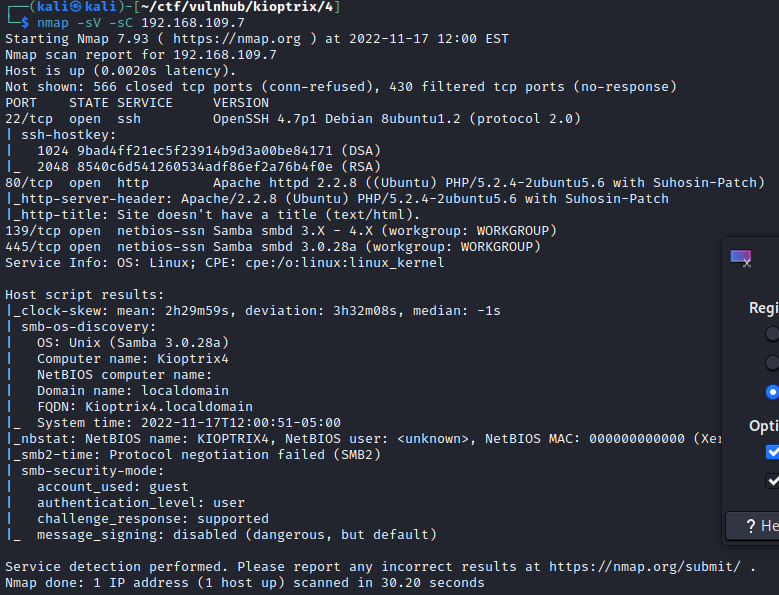 ┌──(kali㉿kali)-[~/ctf/vulnhub/kioptrix/4]
└─$ nmap -sV -sC 192.168.109.7
Starting Nmap 7.93 ( https://nmap.org ) at 2022-11-17 12:00 EST
Nmap scan report for 192.168.109.7
Host is up (0.0020s latency).
Not shown: 566 closed tcp ports (conn-refused), 430 filtered tcp ports (no-response)
PORT    STATE SERVICE     VERSION
22/tcp  open  ssh         OpenSSH 4.7p1 Debian 8ubuntu1.2 (protocol 2.0)
| ssh-hostkey:
|   1024 9bad4ff21ec5f23914b9d3a00be84171 (DSA)
|_  2048 8540c6d541260534adf86ef2a76b4f0e (RSA)
80/tcp  open  http        Apache httpd 2.2.8 ((Ubuntu) PHP/5.2.4-2ubuntu5.6 with Suhosin-Patch)
|_http-server-header: Apache/2.2.8 (Ubuntu) PHP/5.2.4-2ubuntu5.6 with Suhosin-Patch
|_http-title: Site doesn't have a title (text/html).
139/tcp open  netbios-ssn Samba smbd 3.X - 4.X (workgroup: WORKGROUP)
445/tcp open  netbios-ssn Samba smbd 3.0.28a (workgroup: WORKGROUP)
Service Info: OS: Linux; CPE: cpe:/o:linux:linux_kernel
Host script results:
|_clock-skew: mean: 2h29m59s, deviation: 3h32m08s, median: -1s
| smb-os-discovery:
|   OS: Unix (Samba 3.0.28a)
|   Computer name: Kioptrix4
|   NetBIOS computer name:
|   Domain name: localdomain
|   FQDN: Kioptrix4.localdomain
|_  System time: 2022-11-17T12:00:51-05:00
|_nbstat: NetBIOS name: KIOPTRIX4, NetBIOS user: <unknown>, NetBIOS MAC: 000000000000 (Xer
|_smb2-time: Protocol negotiation failed (SMB2)
| smb-security-mode:
|   account_used: guest
|   authentication_level: user
|   challenge_response: supported
|_  message_signing: disabled (dangerous, but default)
Service detection performed. Please report any incorrect results at https://nmap.org/submit/ .
Nmap done: 1 IP address (1 host up) scanned in 30.20 seconds
Regi
Opti
? He